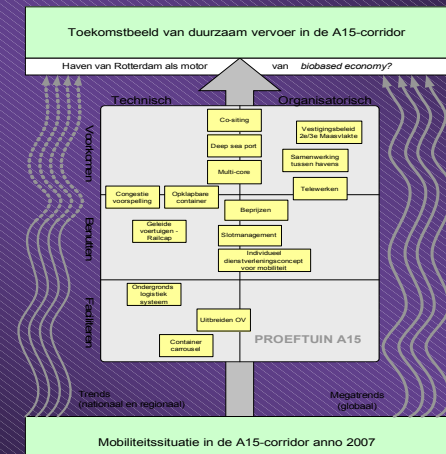 Toekomstbeeld van duurzaam vervoer in de A15-corridor
Haven van Rotterdam als motor van biobased economy?
Technisch
Organisatorisch
Voorkomen
Co-siting
Vestigingsbeleid
2e/3e Maasvlakte
Deep sea port
Samenwerking
tussen havens
Multi-core
Telewerken
Benutten
Congestie
voorspelling
Opklapbare
container
Beprijzen
Geleide
voertuigen -
Railcap
Slotmanagement
Individueel
dienstverleningsconcept
voor mobiliteit
Faciliteren
Ondergronds
logistiek
systeem
Uitbreiden OV
Container
carrousel
PROEFTUIN A15
Trends
(nationaal en regionaal)
Megatrends
(globaal)
Mobiliteitssituatie in de A15-corridor anno 2007